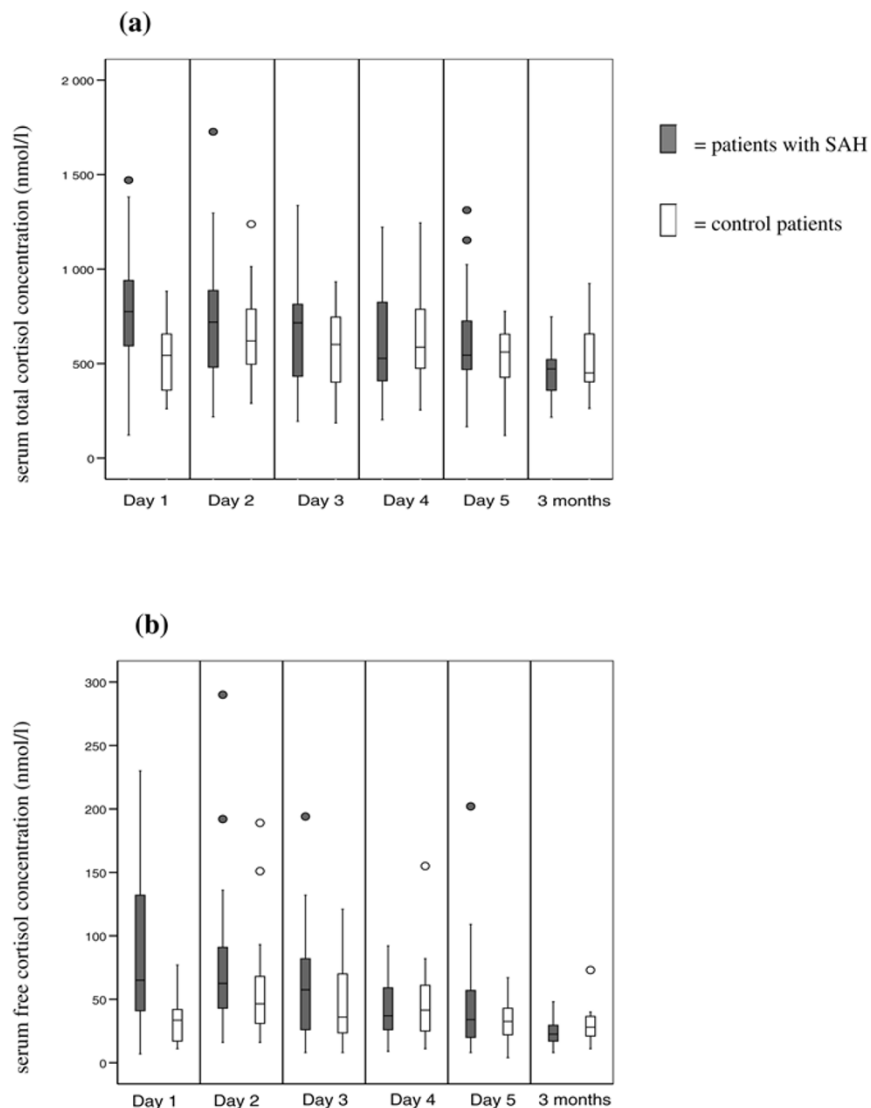 (a)
serum total cortisol concentration (nmol/l)
2 000
1 500
1 000
500
0
Day 1 Day 2 Day 3 Day 4 Day 5 3 months
= patients with SAH
= control patients
(b)
serum free cortisol concentration (nmol/l)
300
250
200
150
100
50
0
Day 1 Day 2 Day 3 Day 4 Day 5 3 months